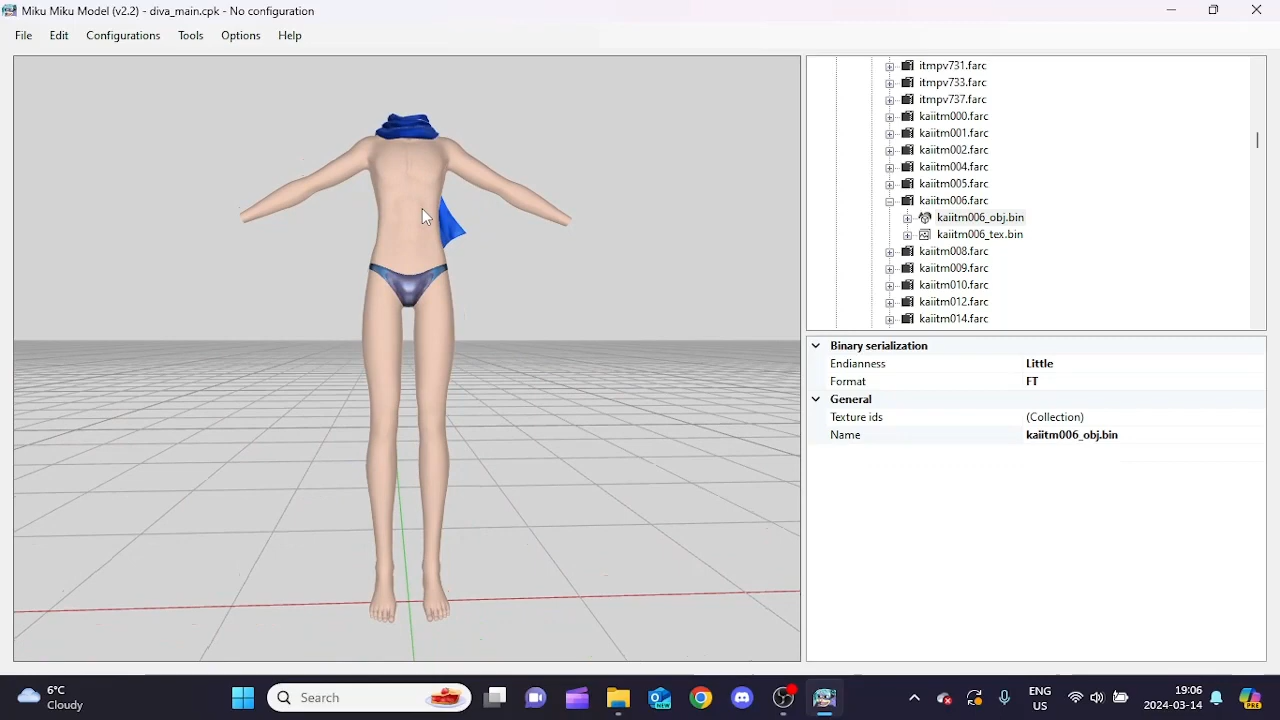 Miku Miku Model (v2.2) - diva_main.cpk - No configuration
File Edit Configurations Tools Options Help
itmpv731.farc
itmpv733.farc
itmpv737.farc
kaiitm000.farc
kaiitm001.farc
kaiitm002.farc
kaiitm004.farc
kaiitm005.farc
kaiitm006.farc
kaiitm006_obj.bin
kaiitm006_tex.bin
kaiitm008.farc
kaiitm009.farc
kaiitm010.farc
kaiitm012.farc
kaiitm014.farc
Binary serialization
Endianness Little
Format FT
General
Texture ids (Collection)
Name kaiitm006_obj.bin
6°C
Cloudy
Search
NEW
ENG
US
19:08
2024-03-14
PRE